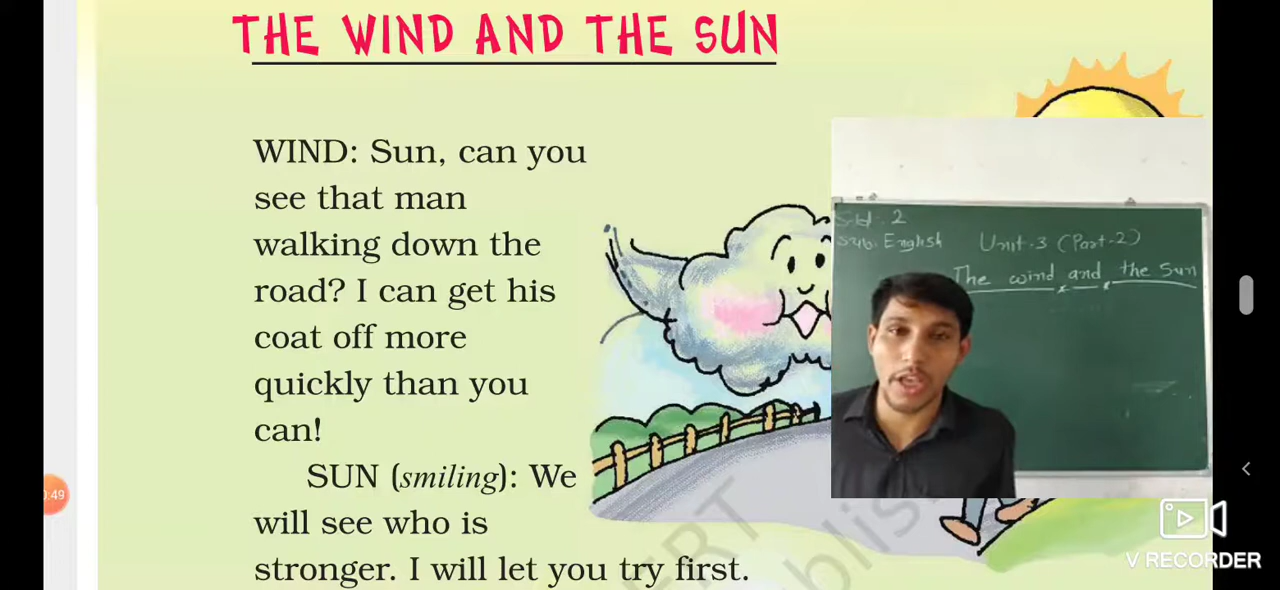 THE WIND AND THE SUN
WIND: Sun, can you
see that man
walking down the
road? I can get his
coat off more
quickly than you
can!
SUN (smiling): We
will see who is
stronger. I will let you try first.
Std. 2
Sub. English
Unit-3 (Part-2)
The wind and the Sun
:49
V RECORDER